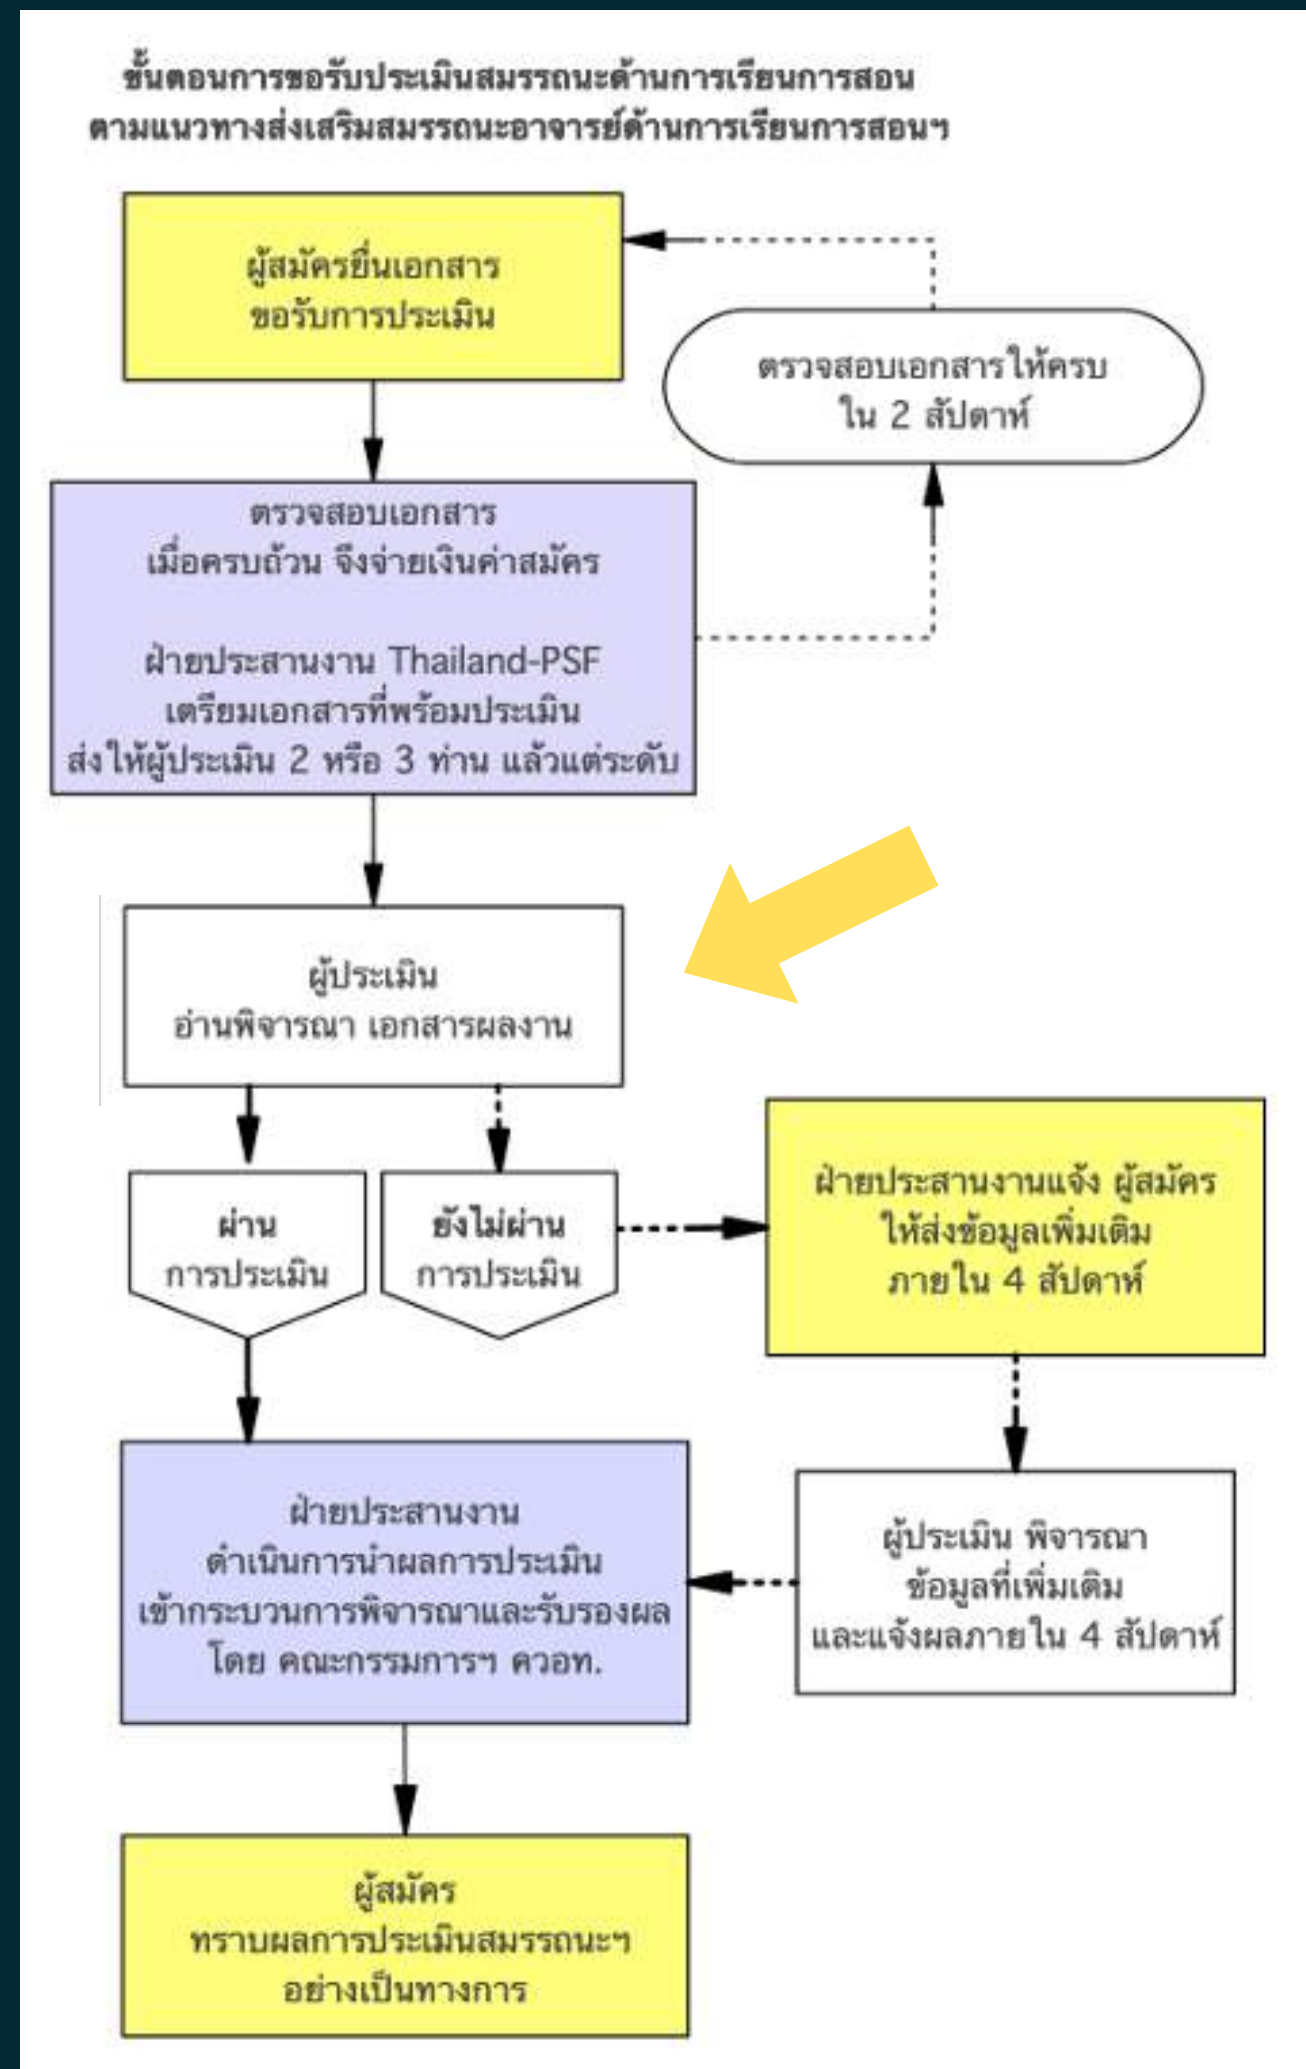 ขั้นตอนการขอรับประเมินสมรรถนะด้านการเรียนการสอน
ตามแนวทางส่งเสริมสมรรถนะอาจารย์ด้านการเรียนการสอนฯ
ผู้สมัครยื่นเอกสาร
ขอรับการประเมิน
ตรวจสอบเอกสารให้ครบ
ใน 2 สัปดาห์
ตรวจสอบเอกสาร
เมื่อครบถ้วน จึงจ่ายเงินค่าสมัคร
ฝ่ายประสานงาน Thailand-PSF
เตรียมเอกสารที่พร้อมประเมิน
ส่งให้ผู้ประเมิน 2 หรือ 3 ท่าน แล้วแต่ระดับ
ผู้ประเมิน
อ่านพิจารณา เอกสารผลงาน
ผ่าน
การประเมิน
ยังไม่ผ่าน
การประเมิน
ฝ่ายประสานงานแจ้ง ผู้สมัคร
ให้ส่งข้อมูลเพิ่มเติม
ภายใน 4 สัปดาห์
ผู้ประเมิน พิจารณา
ข้อมูลที่เพิ่มเติม
และแจ้งผลภายใน 4 สัปดาห์
ฝ่ายประสานงาน
ดำเนินการนำผลการประเมิน
เข้ากระบวนการพิจารณาและรับรองผล
โดย คณะกรรมการฯ ควอท.
ผู้สมัคร
ทราบผลการประเมินสมรรถนะฯ
อย่างเป็นทางการ